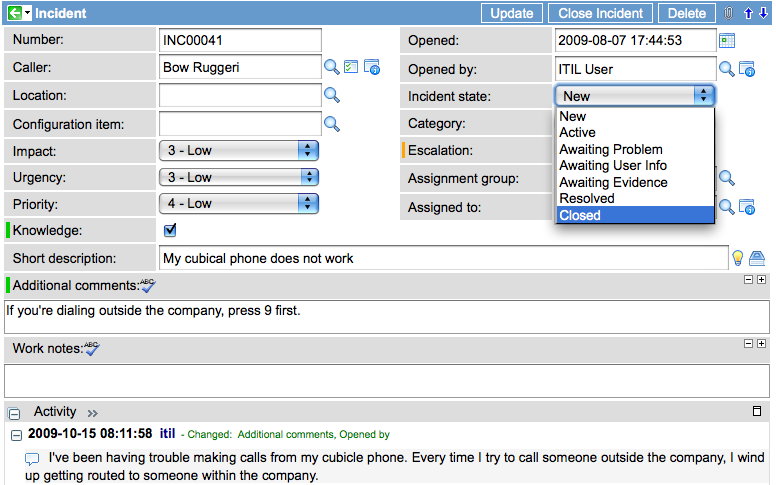 Incident Update Close Incident Delete
Number: INC00041 Opened: 2009-08-07 17:44:53
Caller: Bow Ruggeri Opened by: ITIL User
Location: Incident state: New
New
Active
Awaiting Problem
Awaiting User Info
Awaiting Evidence
Resolved
Closed
Configuration item: Category:
Impact: 3 - Low Escalation:
Urgency: 3 - Low Assignment group:
Priority: 4 - Low Assigned to:
Knowledge:
Short description: My cubical phone does not work
Additional comments: ABC
If you're dialing outside the company, press 9 first.
Work notes: ABC
Activity
2009-10-15 08:11:58 itil - Changed: Additional comments, Opened by
I've been having trouble making calls from my cubicle phone. Every time I try to call someone outside the company, I wind
up getting routed to someone within the company.